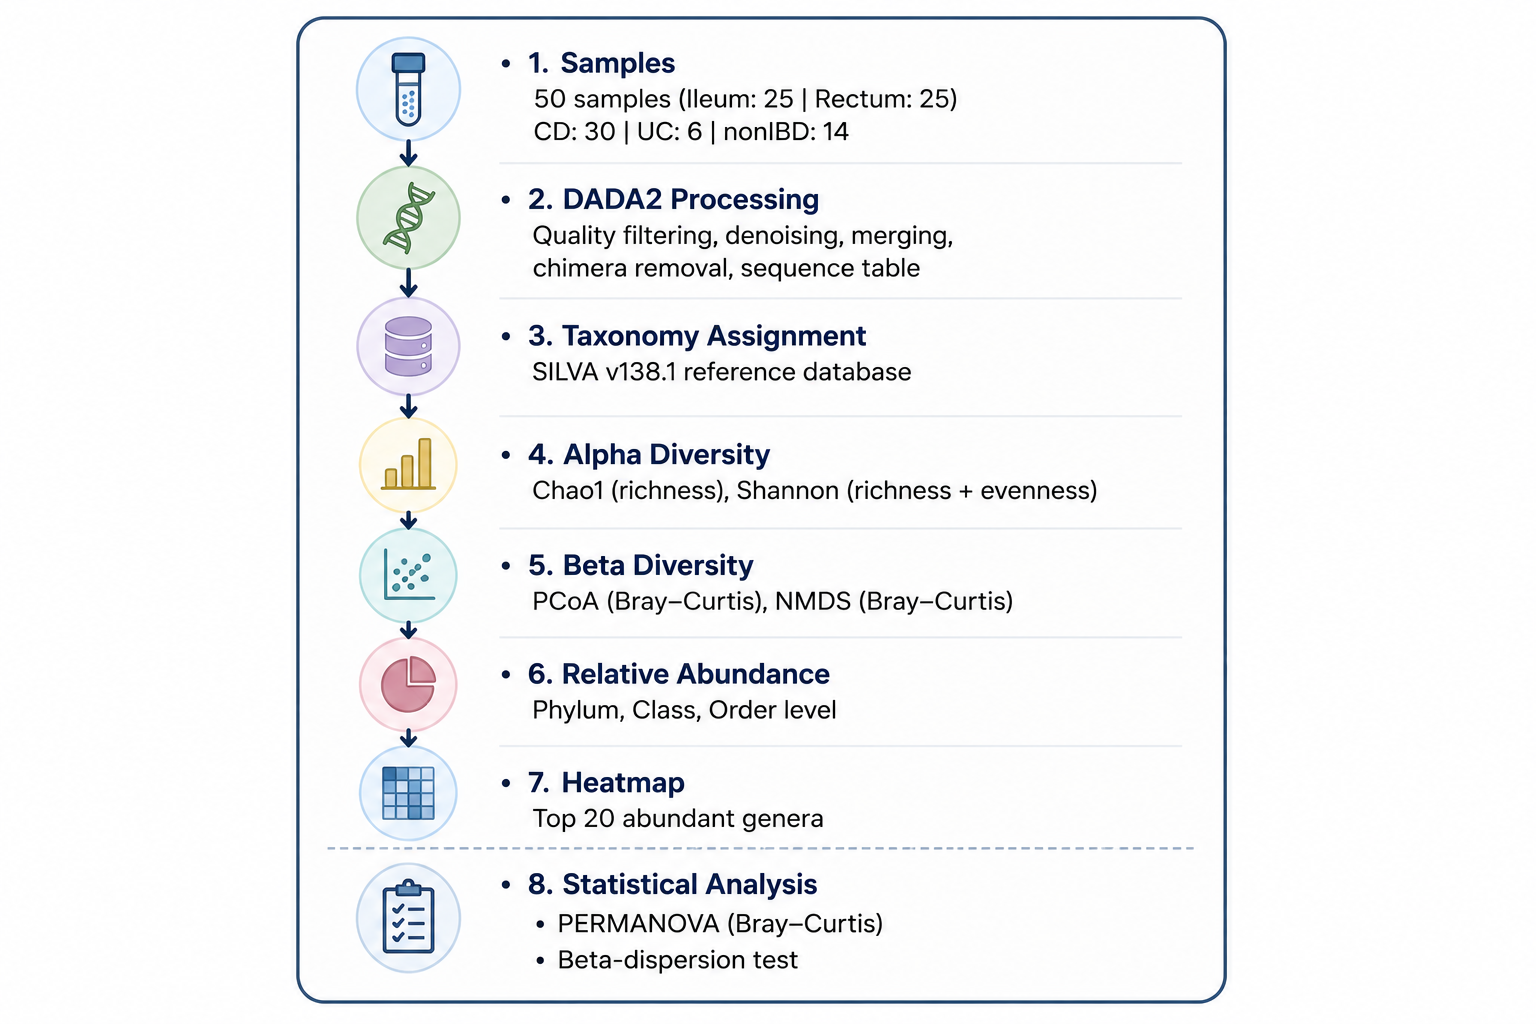 • 1. Samples
50 samples (Ileum: 25 | Rectum: 25)
CD: 30 | UC: 6 | nonIBD: 14
• 2. DADA2 Processing
Quality filtering, denoising, merging,
chimera removal, sequence table
• 3. Taxonomy Assignment
SILVA v138.1 reference database
• 4. Alpha Diversity
Chao1 (richness), Shannon (richness + evenness)
• 5. Beta Diversity
PCoA (Bray–Curtis), NMDS (Bray–Curtis)
• 6. Relative Abundance
Phylum, Class, Order level
• 7. Heatmap
Top 20 abundant genera
• 8. Statistical Analysis
• PERMANOVA (Bray–Curtis)
• Beta-dispersion test